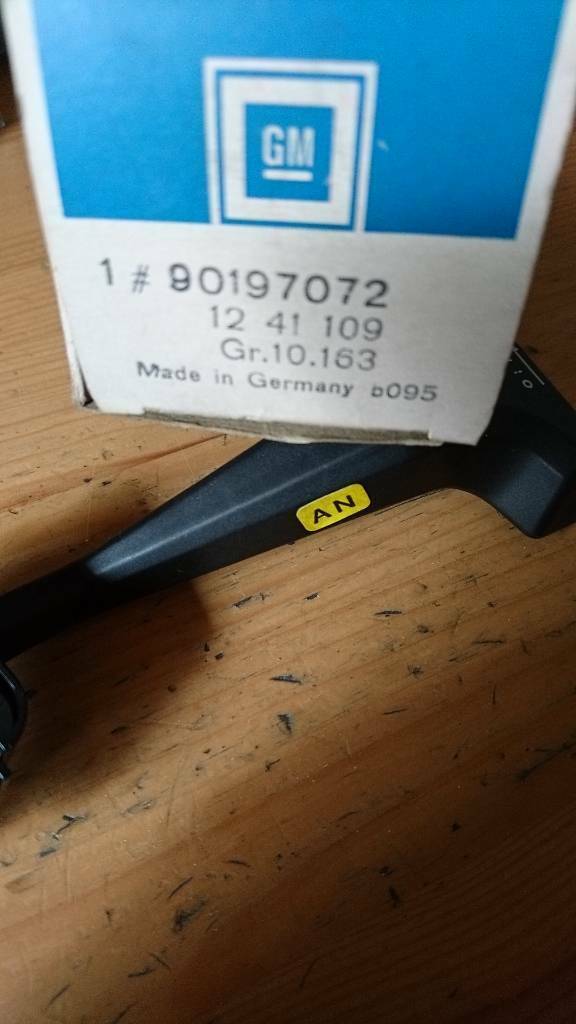 GM
1 # 90197072
12 41 109
Gr.10.163
Made in Germany b095
AN